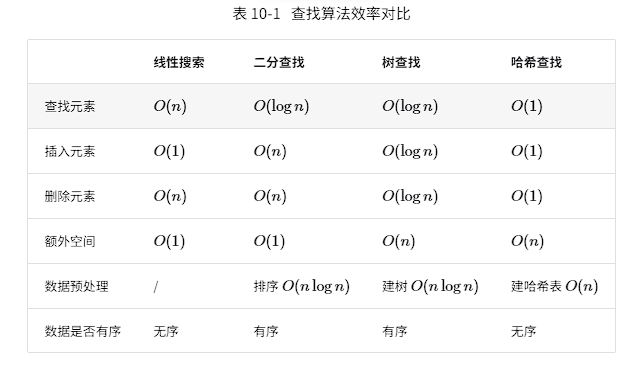 表 10-1 查找算法效率对比
线性搜索 二分查找 树查找 哈希查找
查找元素 O(n) O(log n) O(log n) O(1)
插入元素 O(1) O(n) O(log n) O(1)
删除元素 O(n) O(n) O(log n) O(1)
额外空间 O(1) O(1) O(n) O(n)
数据预处理 / 排序 O(n log n) 建树 O(n log n) 建哈希表 O(n)
数据是否有序 无序 有序 有序 无序